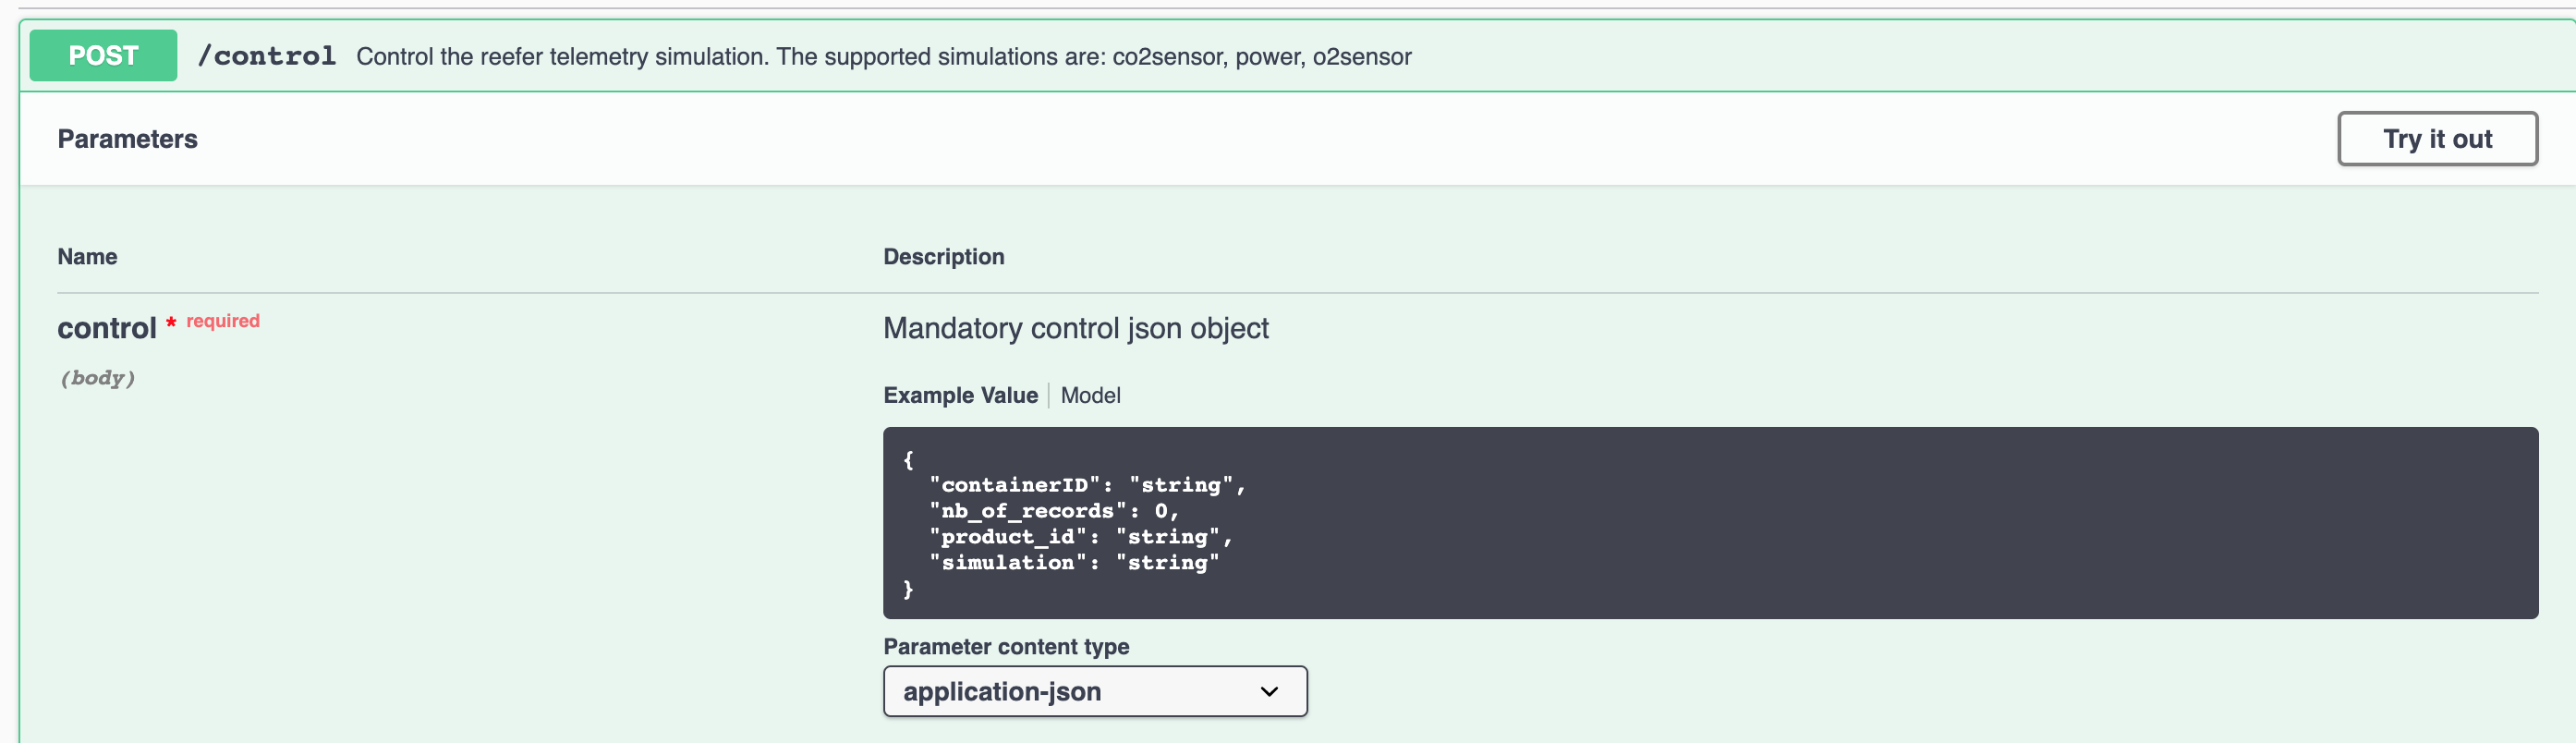 POST /control Control the reefer telemetry simulation. The supported simulations are: co2sensor, power, o2sensor
Parameters
Try it out
Name Description
control * required
(body)
Mandatory control json object
Example Value Model
{
  "containerID": "string",
  "nb_of_records": 0,
  "product_id": "string",
  "simulation": "string"
}
Parameter content type
application-json